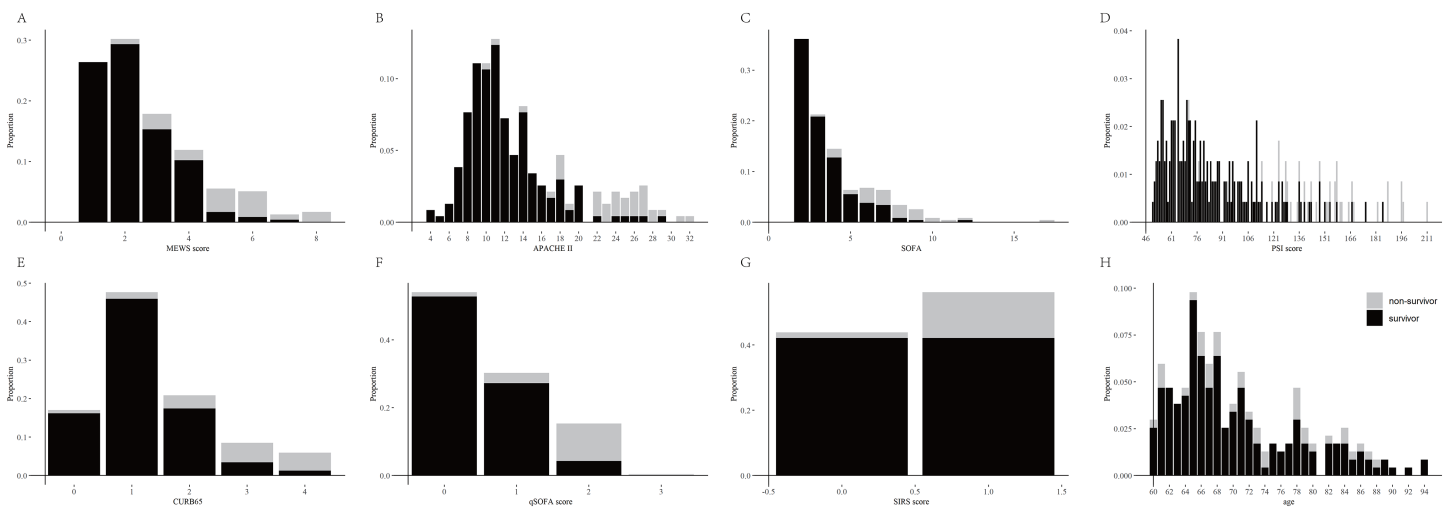 A
Proportion
0.3
0.2
0.1
0.0
0 2 4 6 8
MEWS score
B
Proportion
0.10
0.05
0.00
4 6 8 10 12 14 16 18 20 22 24 26 28 30 32
APACHE II
C
Proportion
0.3
0.2
0.1
0.0
0 5 10 15
SOFA
D
Proportion
0.04
0.03
0.02
0.01
0.00
46 61 76 91 106 121 136 151 166 181 196 211
PSI score
E
Proportion
0.5
0.4
0.3
0.2
0.1
0.0
0 1 2 3 4
CURB65
F
Proportion
0.4
0.2
0.0
0 1 2 3
qSOFA score
G
Proportion
0.4
0.2
0.0
-0.5 0.0 0.5 1.0 1.5
SIRS score
H
Proportion
0.100
0.075
0.050
0.025
0.000
60 62 64 66 68 70 72 74 76 78 80 82 84 86 88 90 92 94
age
non-survivor
survivor